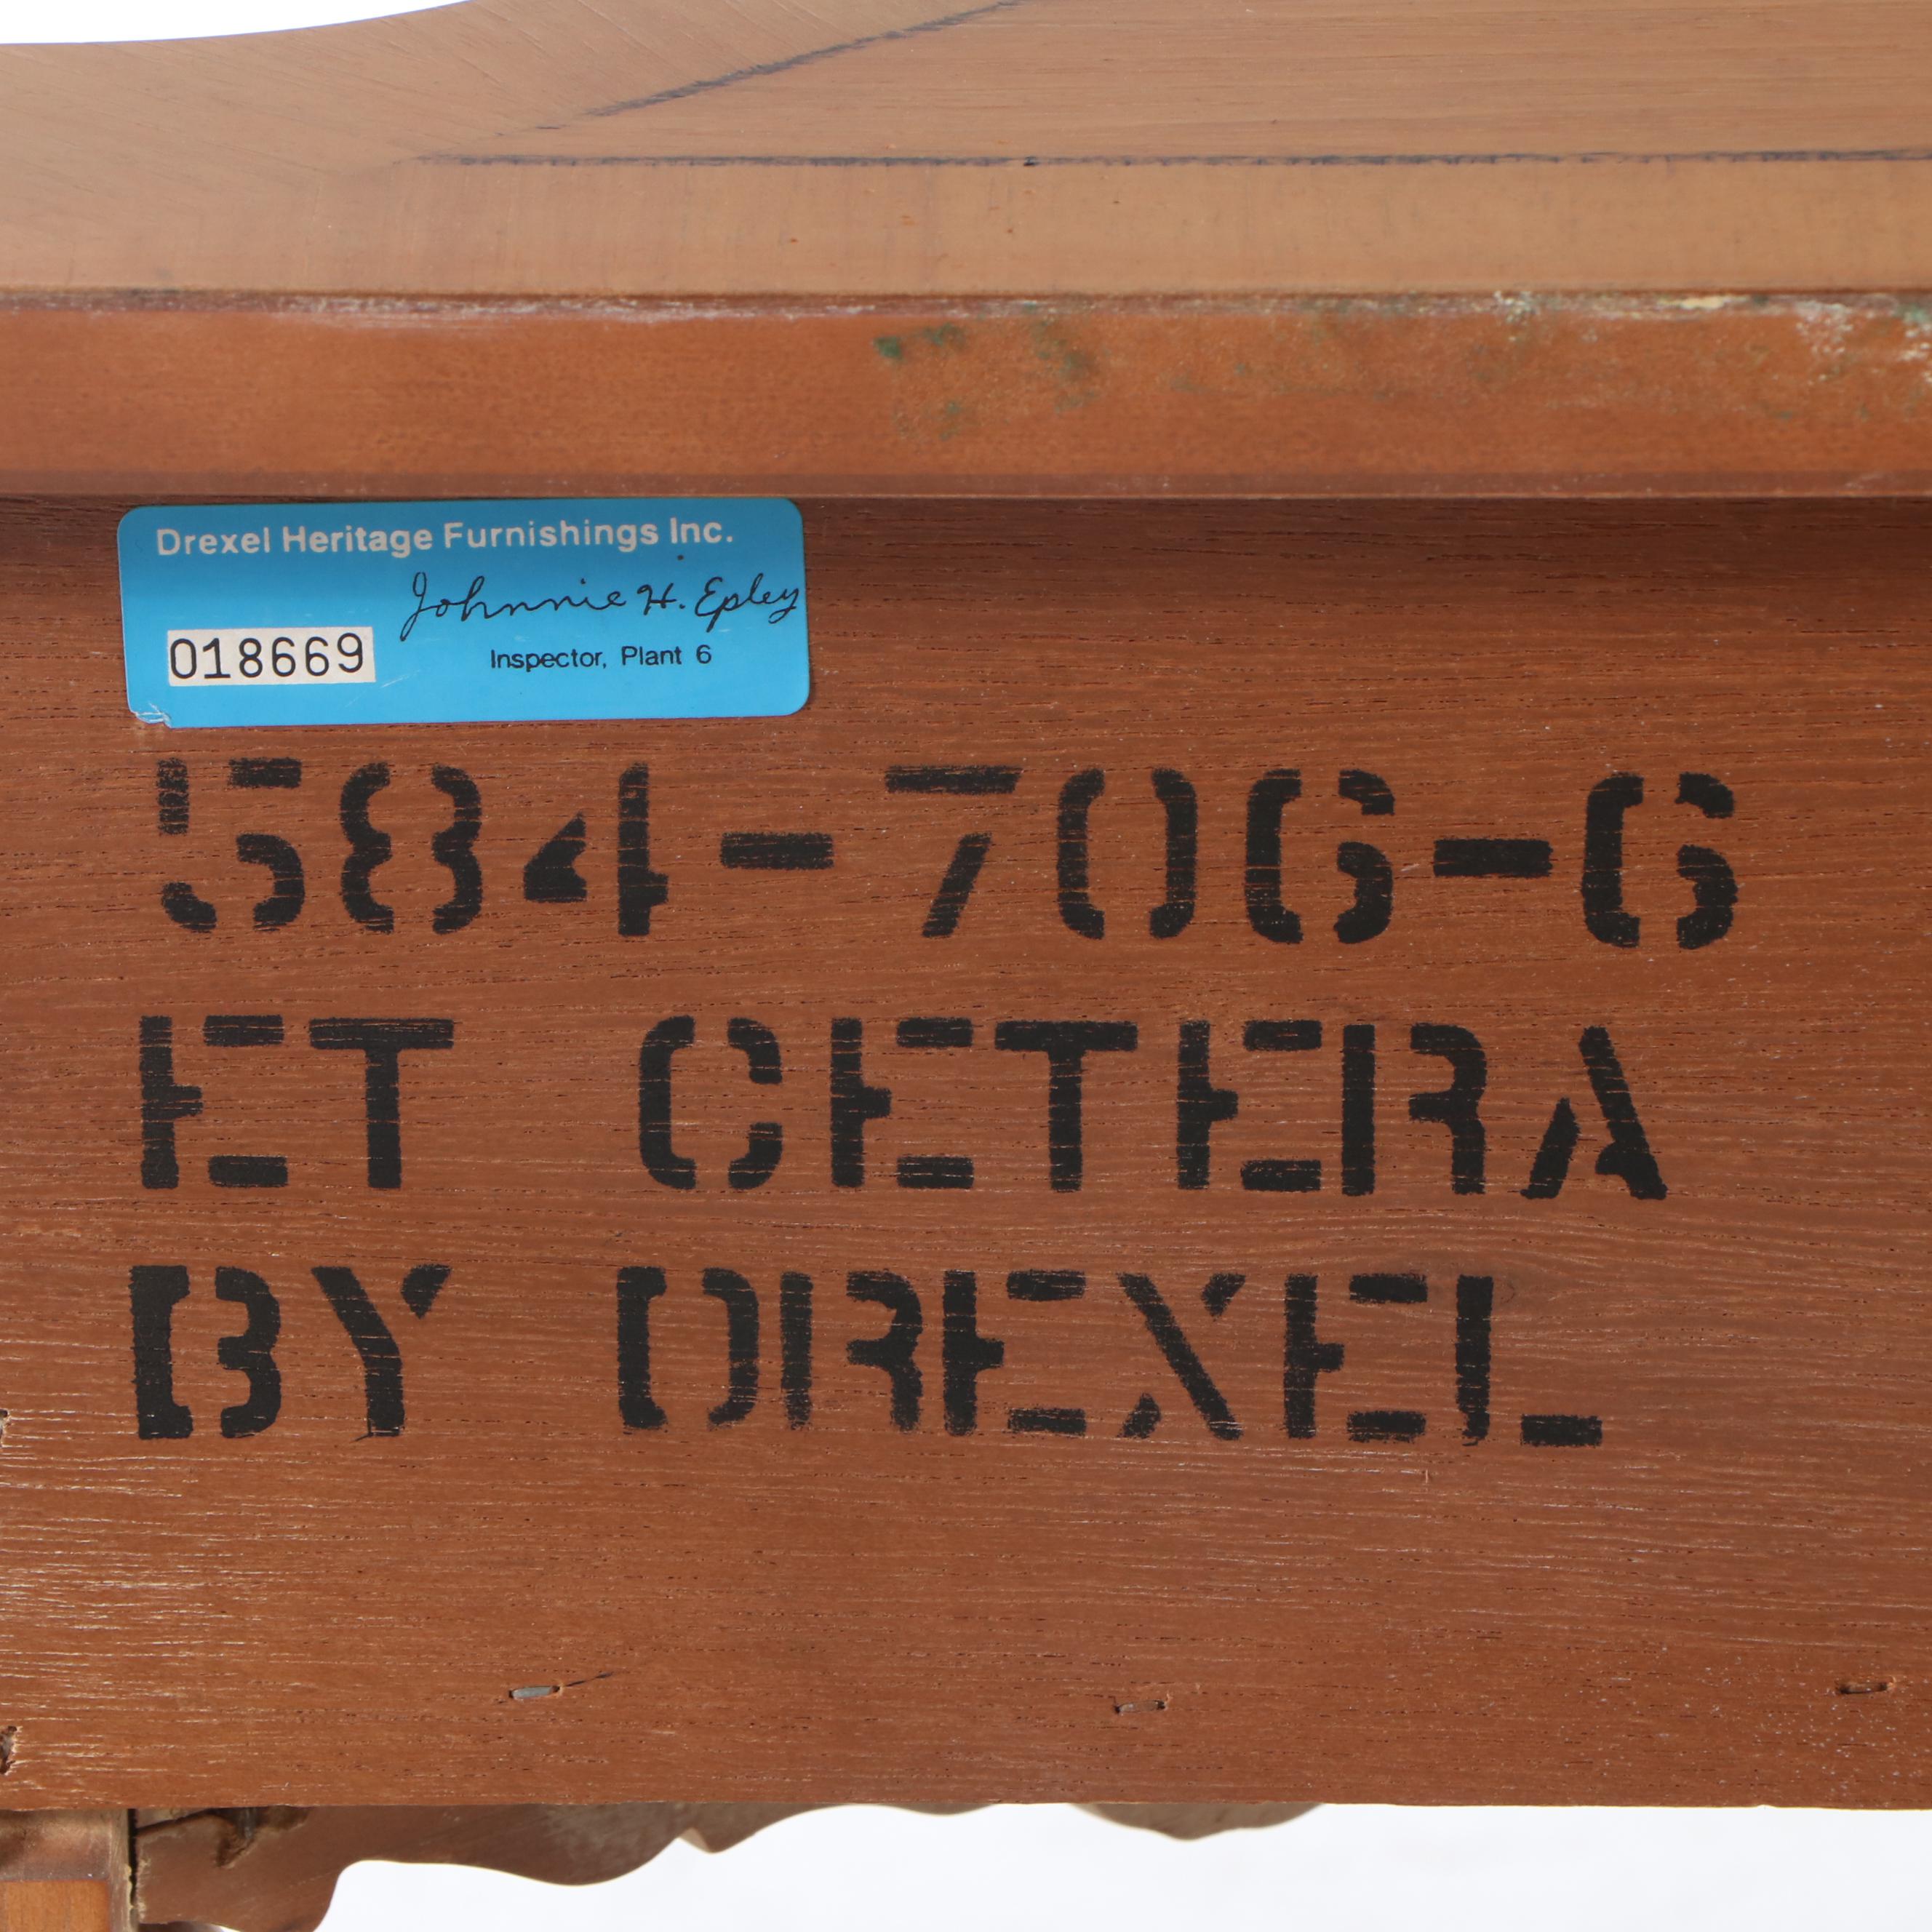 Drexel Heritage Furnishings Inc.
Johnnie H. Epley
018669
Inspector, Plant 6
584-706-6
ET CETERA
BY DREXEL